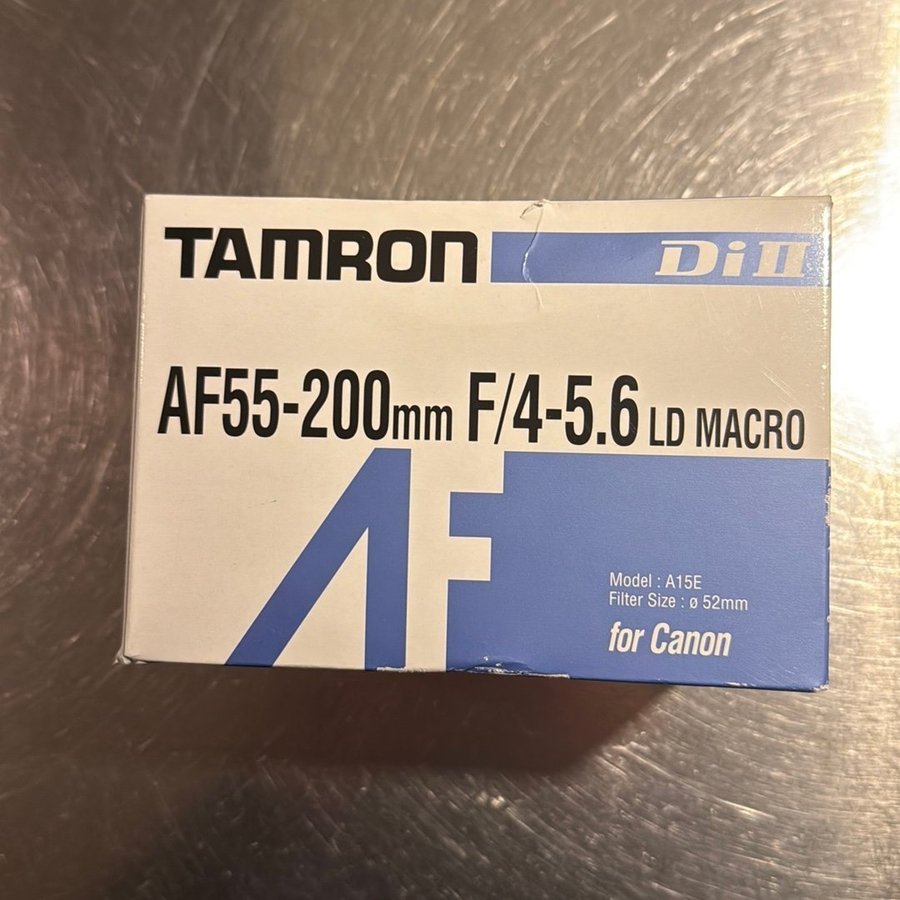 TAMRON Di II
AF55-200mm F/4-5.6 LD MACRO
AF
Model : A15E
Filter Size : ø 52mm
for Canon